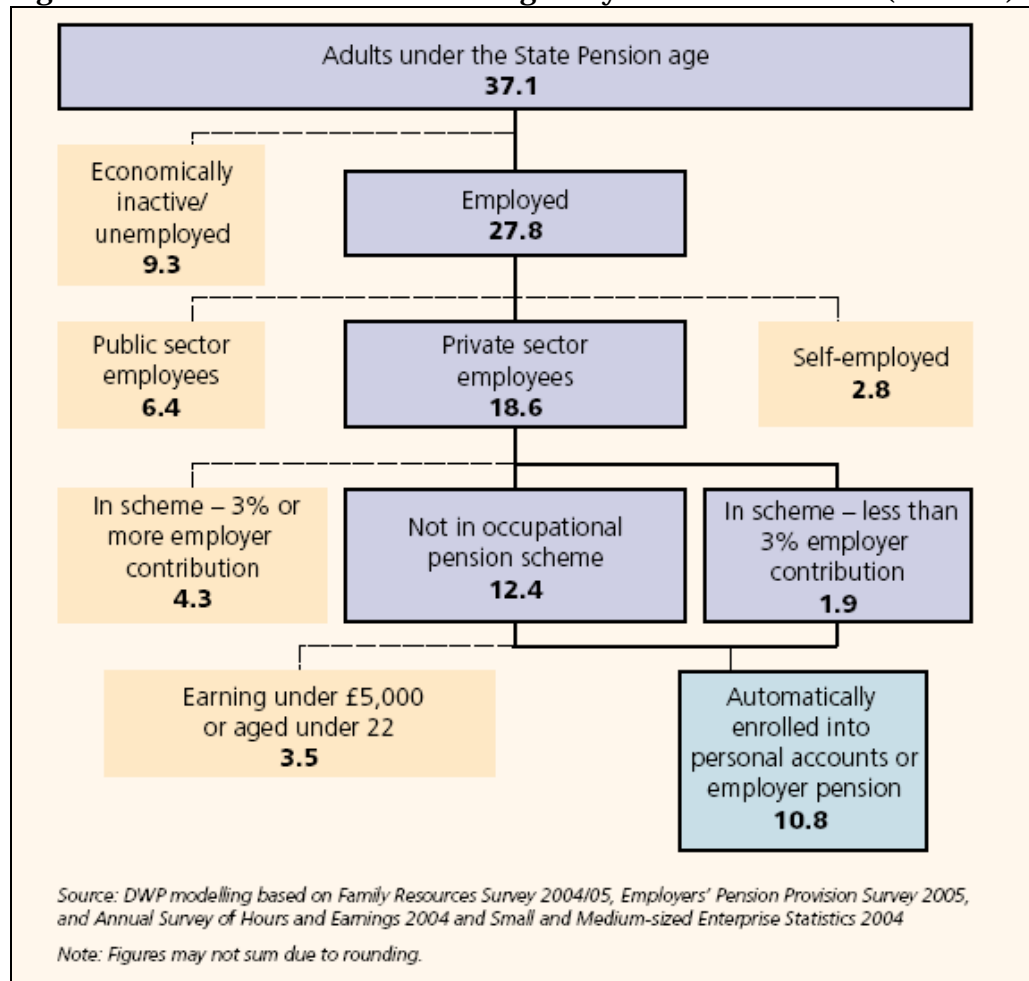 Adults under the State Pension age
37.1
Economically
inactive/
unemployed
9.3
Employed
27.8
Public sector
employees
6.4
Private sector
employees
18.6
Self-employed
2.8
In scheme – 3% or
more employer
contribution
4.3
Not in occupational
pension scheme
12.4
In scheme – less than
3% employer
contribution
1.9
Earning under £5,000
or aged under 22
3.5
Automatically
enrolled into
personal accounts or
employer pension
10.8
Source: DWP modelling based on Family Resources Survey 2004/05, Employers' Pension Provision Survey 2005,
and Annual Survey of Hours and Earnings 2004 and Small and Medium-sized Enterprise Statistics 2004
Note: Figures may not sum due to rounding.